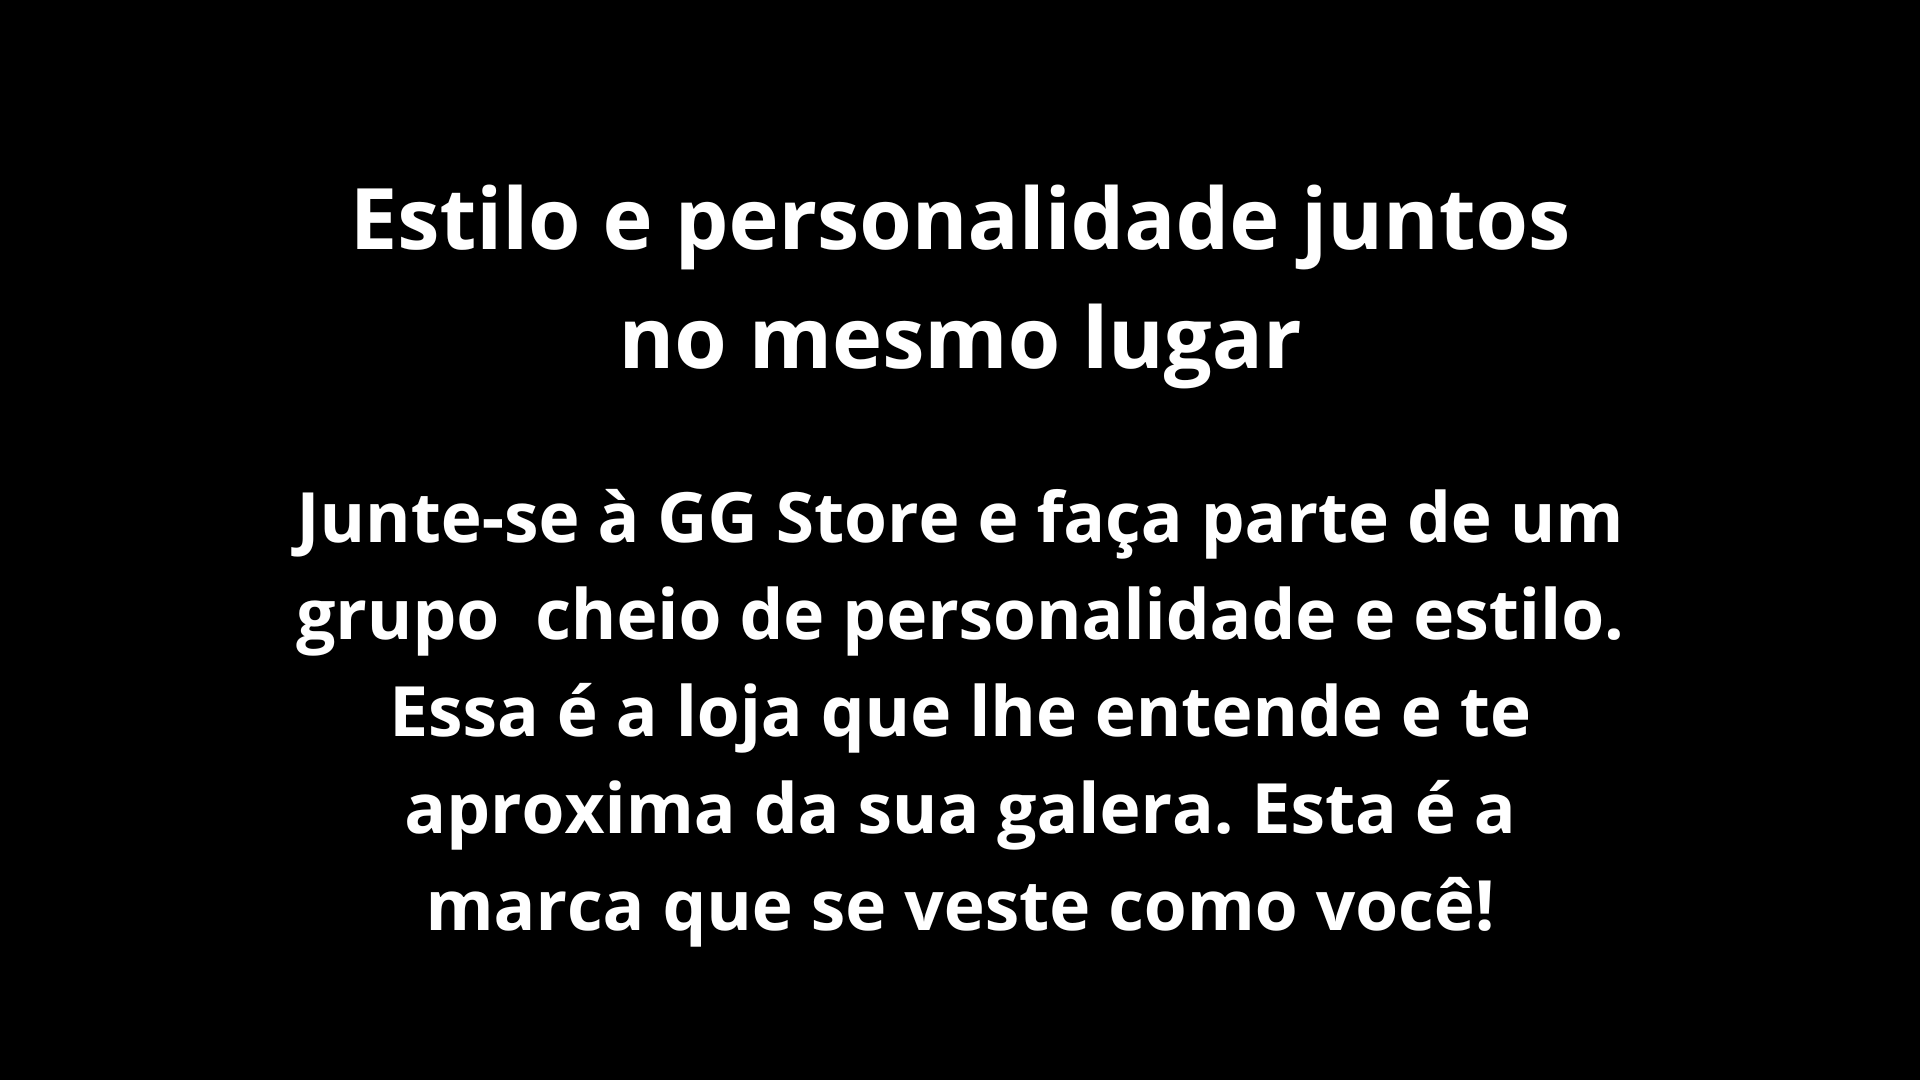 Estilo e personalidade juntos
no mesmo lugar
Junte-se à GG Store e faça parte de um
grupo  cheio de personalidade e estilo.
Essa é a loja que lhe entende e te
aproxima da sua galera. Esta é a
marca que se veste como você!